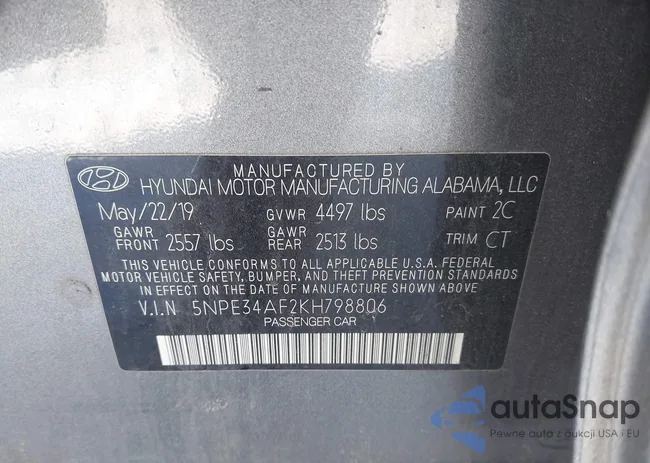 MANUFACTURED BY
HYUNDAI MOTOR MANUFACTURING ALABAMA, LLC
May/22/19 GVWR 4497 lbs PAINT 2C
GAWR FRONT 2557 lbs GAWR REAR 2513 lbs TRIM CT
THIS VEHICLE CONFORMS TO ALL APPLICABLE U.S.A. FEDERAL
MOTOR VEHICLE SAFETY, BUMPER, AND THEFT PREVENTION STANDARDS
IN EFFECT ON THE DATE OF MANUFACTURE SHOWN ABOVE.
V.I.N 5NPE34AF2KH798806
PASSENGER CAR
autoSnap
Pewne auta z aukcji USA i EU